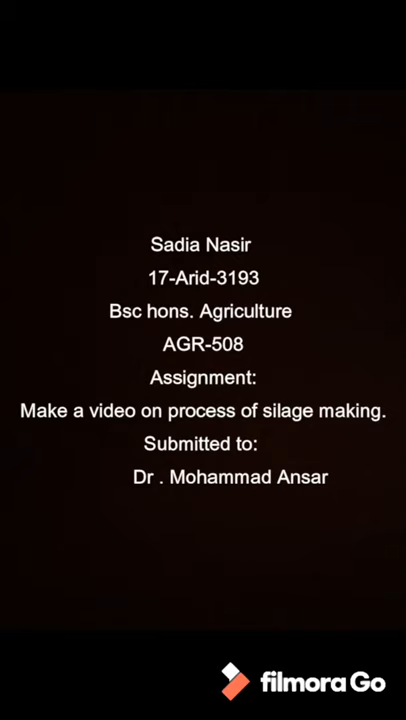 Sadia Nasir
17-Arid-3193
Bsc hons. Agriculture
AGR-508
Assignment:
Make a video on process of silage making.
Submitted to:
Dr . Mohammad Ansar
filmora Go